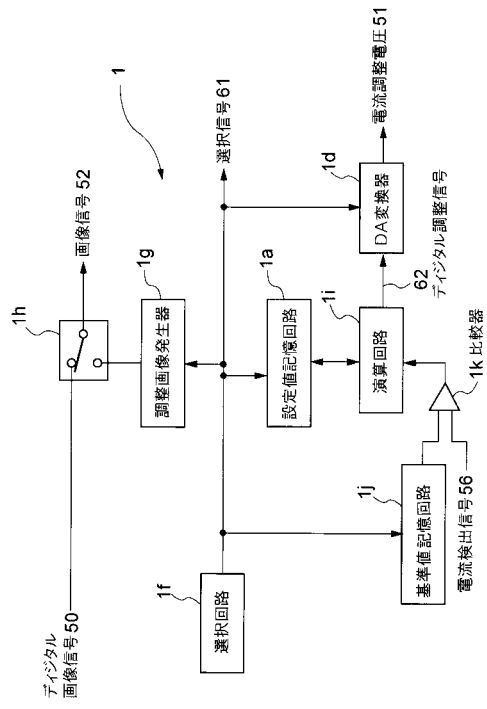 1
ディジタル
画像信号 50
1h
画像信号 52
1g
調整画像発生器
1f
選択回路
選択信号 61
1a
設定値記憶回路
1d
DA変換器
電流調整電圧 51
1i
演算回路
62
ディジタル調整信号
1j
基準値記憶回路
1k 比較器
電流検出信号 56